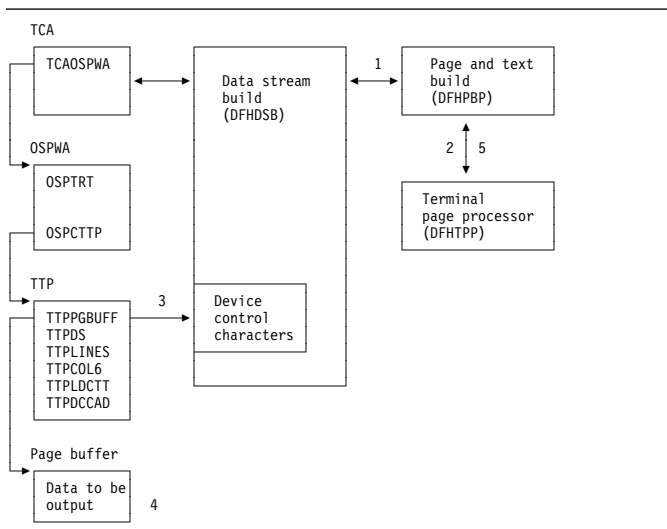 TCA
TCAOSPWA
Data stream
build
(DFHDSB)
1
Page and text
build
(DFHPBP)
2
5
OSPWA
OSPTRT
OSPCTTP
Terminal
page processor
(DFHTPP)
TTP
TTPPGBUFF
TTPDS
TTPLINES
TTPCOL6
TTPLDCTT
TTPDCCAD
3
Device
control
characters
Page buffer
Data to be
output
4